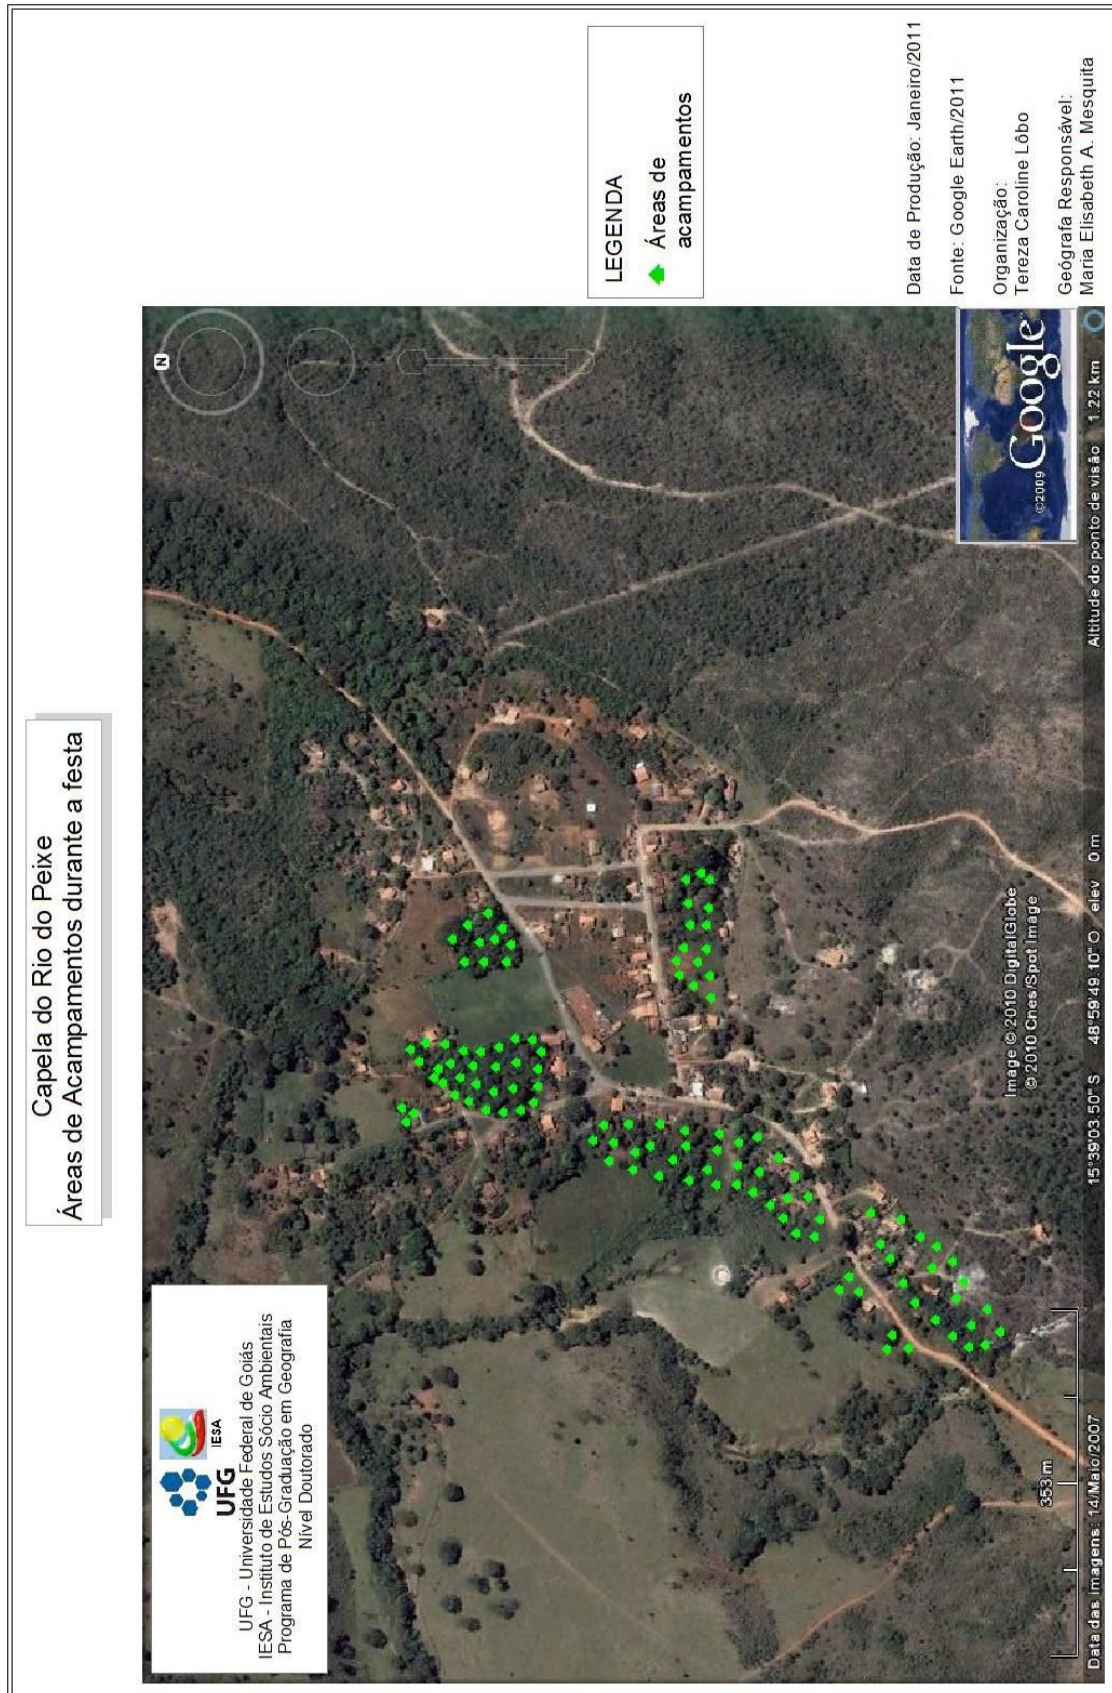 Capela do Rio do Peixe
Áreas de Acampamentos durante a festa
UFG
IESA
UFG - Universidade Federal de Goiás
IESA - Instituto de Estudos Sócio Ambientais
Programa de Pós-Graduação em Geografia
Nível Doutorado
N
LEGENDA
Áreas de
acampamentos
Image © 2010 DigitalGlobe
© 2010 Cnes/Spot Image
©2009 Google
353 m
Data das imagens: 14/Maio/2007 15°39'03.50" S 48°59'49.10" O elev 0 m Altitude do ponto de visão 1.22 km
Data de Produção: Janeiro/2011
Fonte: Google Earth/2011
Organização:
Tereza Caroline Lôbo
Geógrafa Responsável:
Maria Elisabeth A. Mesquita